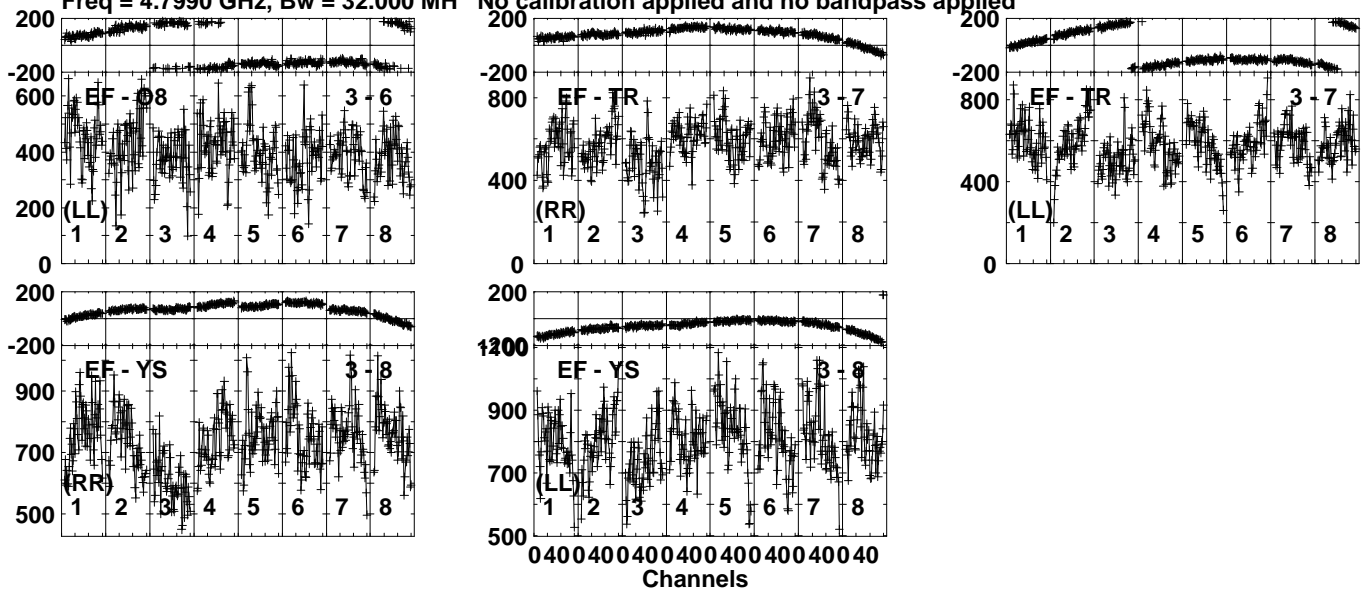 Freq = 4.7990 GHz, Bw = 32.000 MH No calibration applied and no bandpass applied
200 200 200
-200 -200 -200
EF - O8 3 - 6 EF - TR 3 - 7 EF - TR 3 - 7
600 800 800
400 400 400
200
(LL) (RR) (LL)
1 2 3 4 5 6 7 8 1 2 3 4 5 6 7 8 1 2 3 4 5 6 7 8
0 0 0
200 200
-200 -200
EF - YS 3 - 8 EF - YS 3 - 8
900 900
700 700
(RR) (LL)
1 2 3 4 5 6 7 8 1 2 3 4 5 6 7 8
500 500
0 40 0 40 0 40 0 40 0 40 0 40 0 40 0 40
Channels